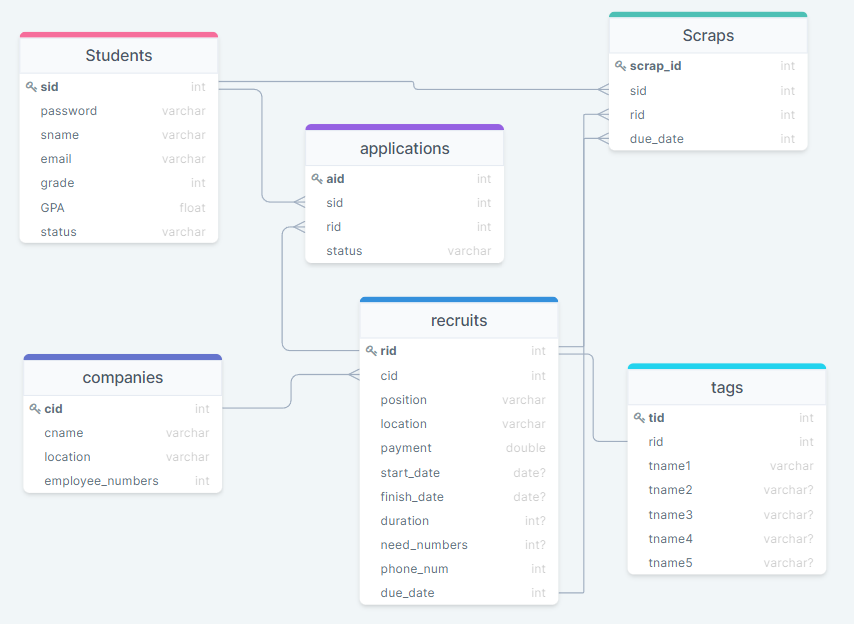 Students
sid int
password varchar
sname varchar
email varchar
grade int
GPA float
status varchar
applications
aid int
sid int
rid int
status varchar
Scraps
scrap_id int
sid int
rid int
due_date int
companies
cid int
cname varchar
location varchar
employee_numbers int
recruits
rid int
cid int
position varchar
location varchar
payment double
start_date date?
finish_date date?
duration int?
need_numbers int?
phone_num int
due_date int
tags
tid int
rid int
tname1 varchar
tname2 varchar?
tname3 varchar?
tname4 varchar?
tname5 varchar?